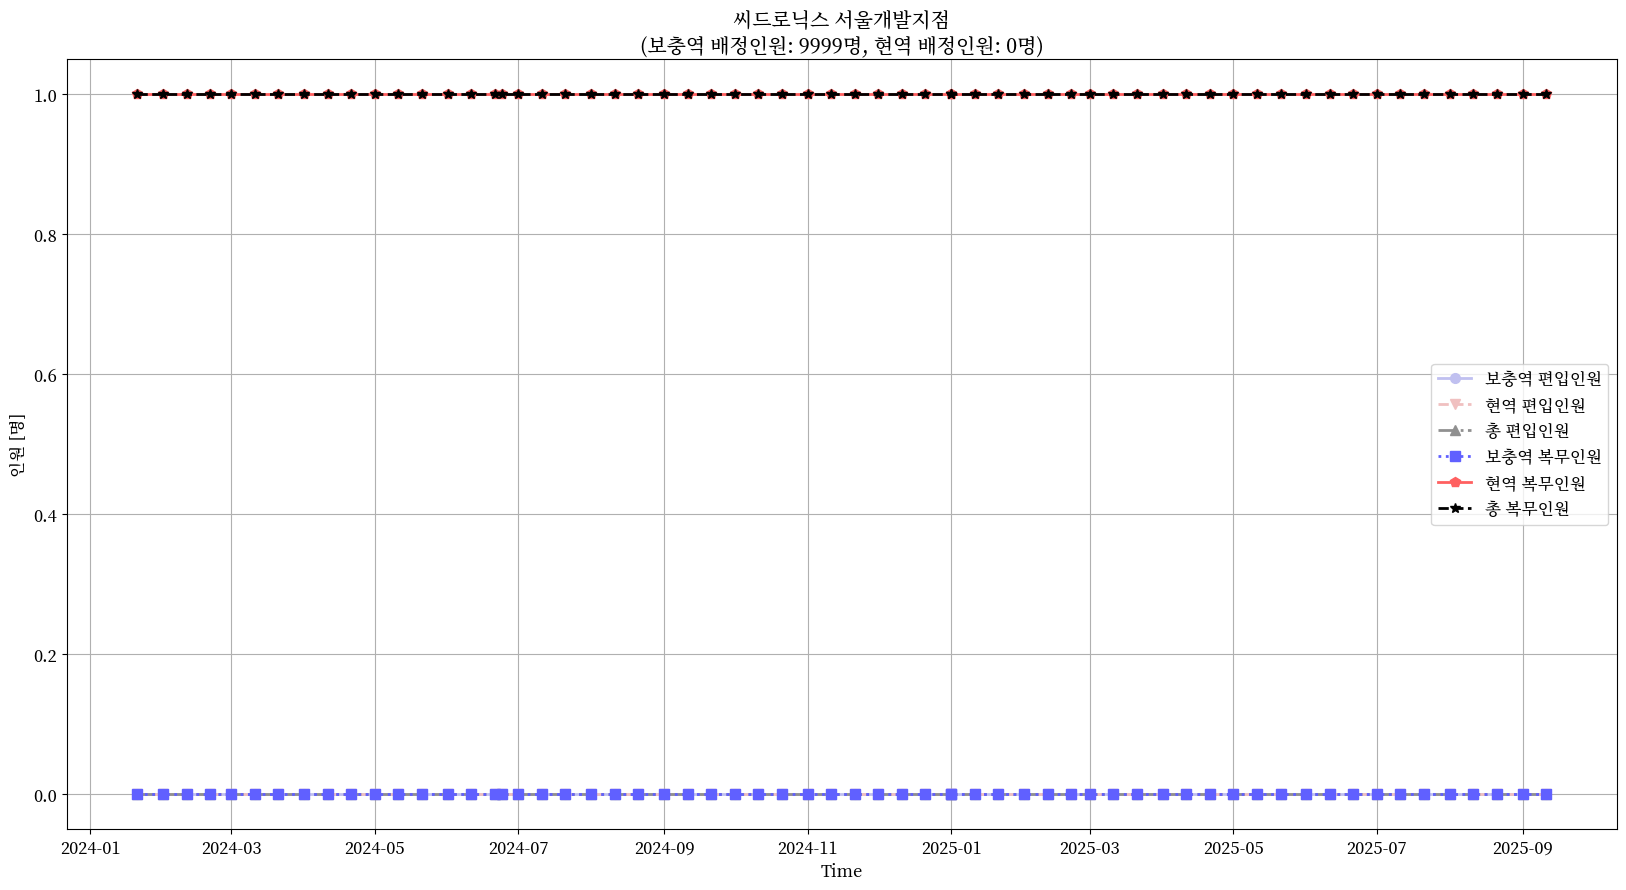 씨드로닉스 서울개발지점
(보충역 배정인원: 9999명, 현역 배정인원: 0명)
1.0
0.8
0.6
0.4
0.2
0.0
인원 [명]
보충역 편입인원
현역 편입인원
총 편입인원
보충역 복무인원
현역 복무인원
총 복무인원
2024-01 2024-03 2024-05 2024-07 2024-09 2024-11 2025-01 2025-03 2025-05 2025-07 2025-09
Time